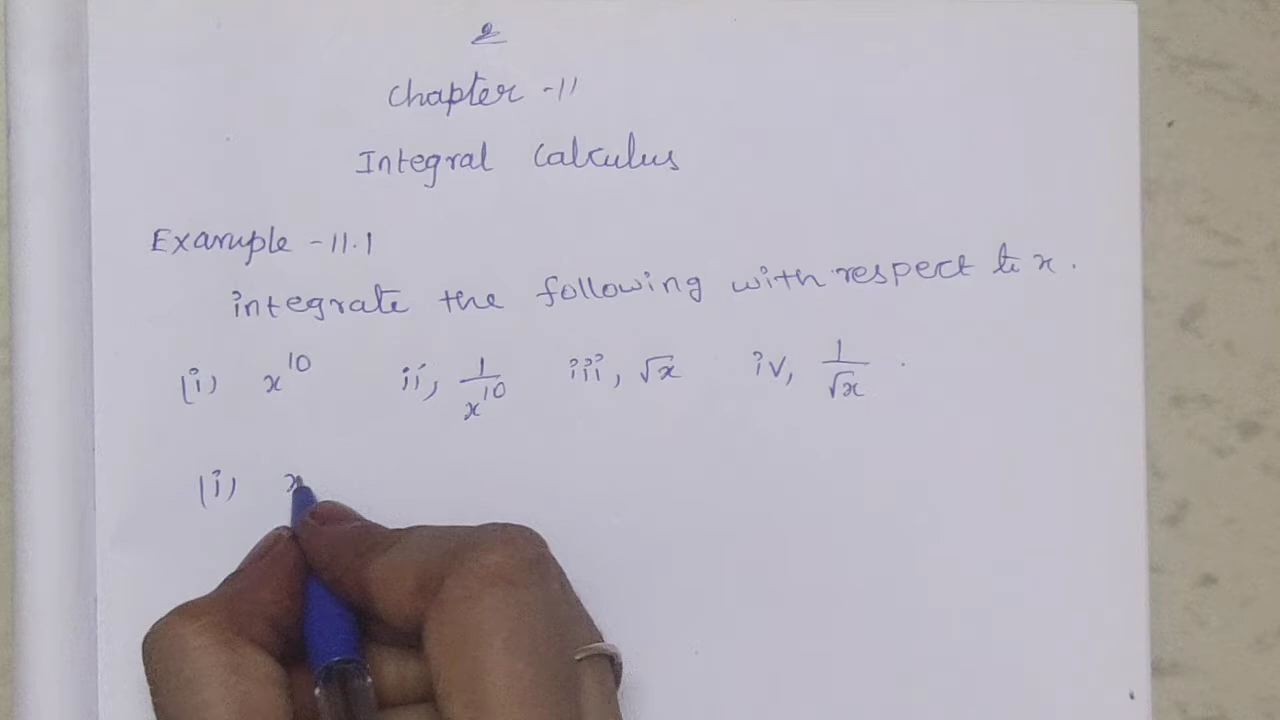 2
Chapter - 11
Integral Calculus
Example - 11.1
integrate the following with respect to x.
(i) x^10 ii, 1/x^10 iii, √x iv, 1/√x .
(i) x